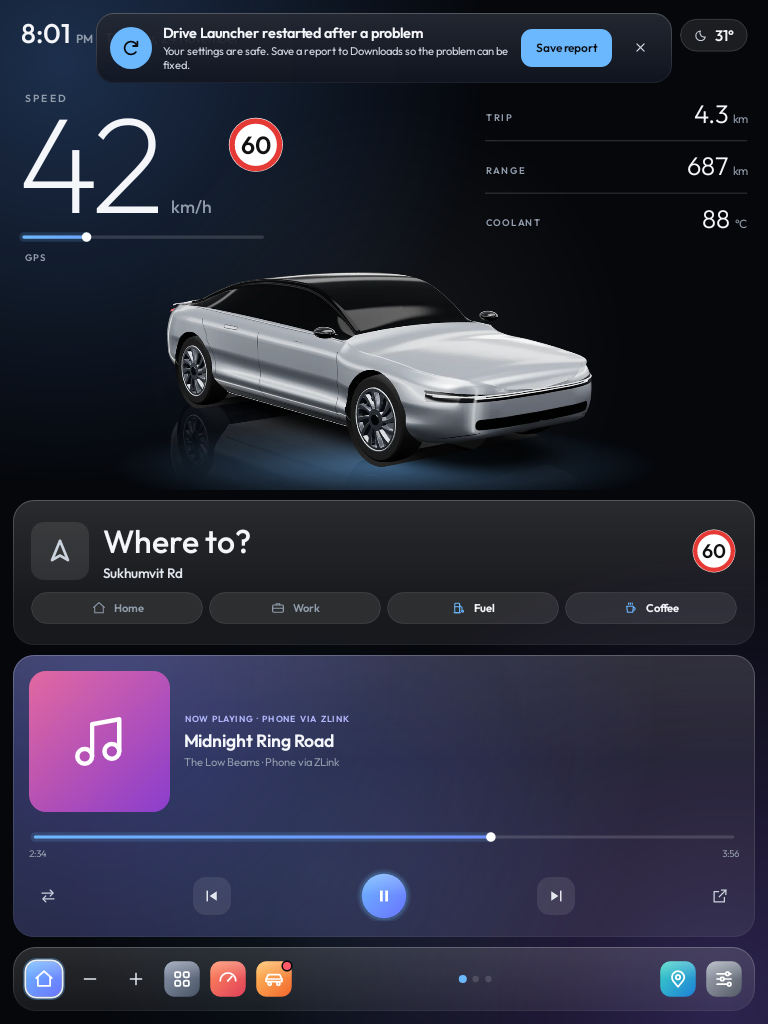 8:01 PM
Drive Launcher restarted after a problem
Your settings are safe. Save a report to Downloads so the problem can be
fixed.
Save report
31°
SPEED
42 km/h
60
GPS
TRIP 4.3 km
RANGE 687 km
COOLANT 88 °C
Where to?
Sukhumvit Rd
60
Home
Work
Fuel
Coffee
NOW PLAYING · PHONE VIA ZLINK
Midnight Ring Road
The Low Beams · Phone via ZLink
2:34
3:56